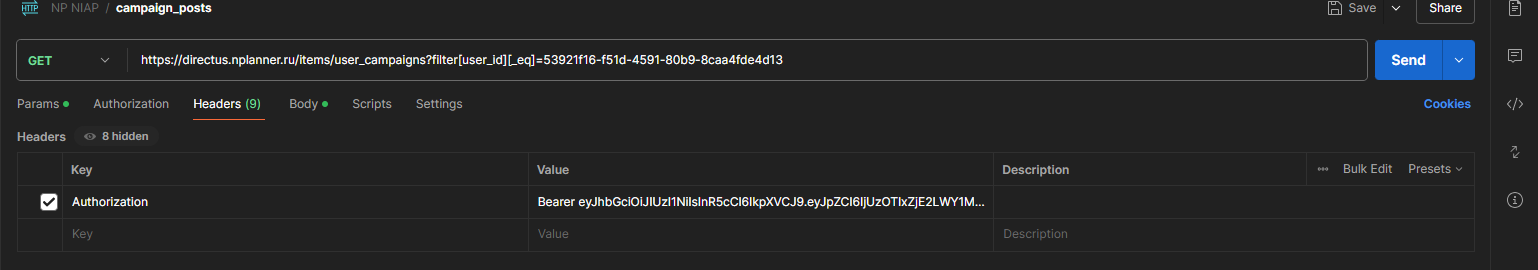 HTTP NP NIAP / campaign_posts Save Share
GET https://directus.nplanner.ru/items/user_campaigns?filter[user_id][_eq]=53921f16-f51d-4591-80b9-8caa4fde4d13 Send
Params Authorization Headers (9) Body Scripts Settings Cookies
Headers 8 hidden
Key Value Description Bulk Edit Presets
Authorization Bearer eyJhbGciOiJIUzI1NiIsInR5cCI6IkpXVCJ9.eyJpZCI6IjUzOTIxZjE2LWY1M...
Key Value Description